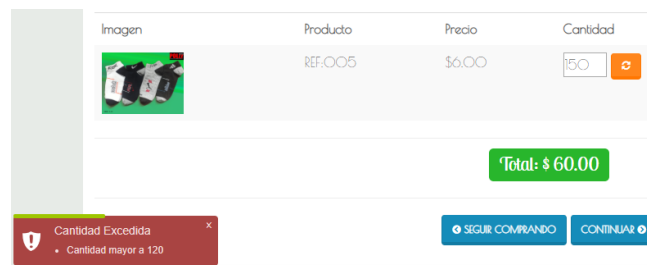 Imagen Producto Precio Cantidad
REF:005 $6.00 150
Total: $ 60.00
Cantidad Excedida x
Cantidad mayor a 120
SEGUIR COMPRANDO CONTINUAR